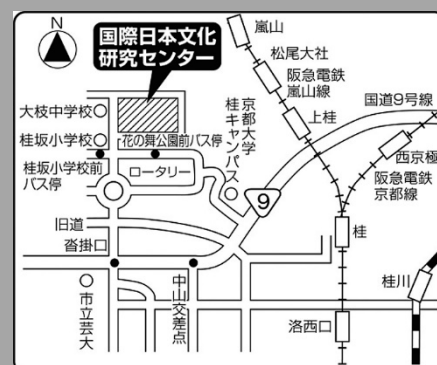 N
国際日本文化
研究センター
嵐山
松尾大社
阪急電鉄
嵐山線
上桂
国道9号線
大枝中学校
桂坂小学校
花の舞公園前バス停
京都大学
桂キャンパス
桂坂小学校前
バス停
ロータリー
9
西京極
阪急電鉄
京都線
旧道
沓掛口
桂
桂川
市立芸大
中山交差点
洛西口